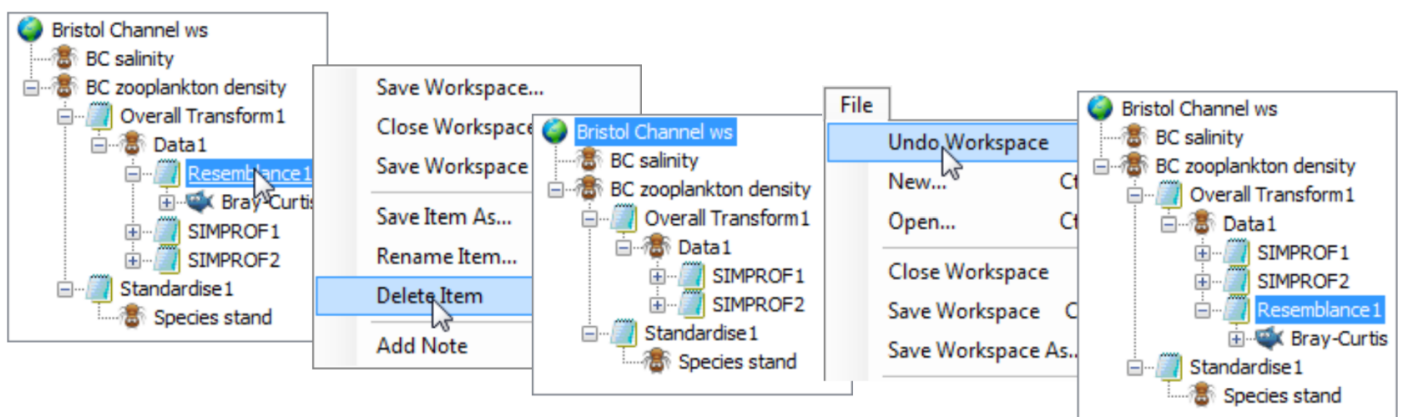 Bristol Channel ws
BC salinity
BC zooplankton density
Overall Transform1
Data1
Resemblance1
Bray-Curtis
SIMPROF1
SIMPROF2
Standardise1
Species stand
Save Workspace...
Close Workspace
Save Workspace
Save Item As...
Rename Item...
Delete Item
Add Note
Bristol Channel ws
BC salinity
BC zooplankton density
Overall Transform1
Data1
SIMPROF1
SIMPROF2
Standardise1
Species stand
File
Undo Workspace
New...
Open...
Close Workspace
Save Workspace
Save Workspace As..
Bristol Channel ws
BC salinity
BC zooplankton density
Overall Transform1
Data1
SIMPROF1
SIMPROF2
Resemblance1
Bray-Curtis
Standardise1
Species stand